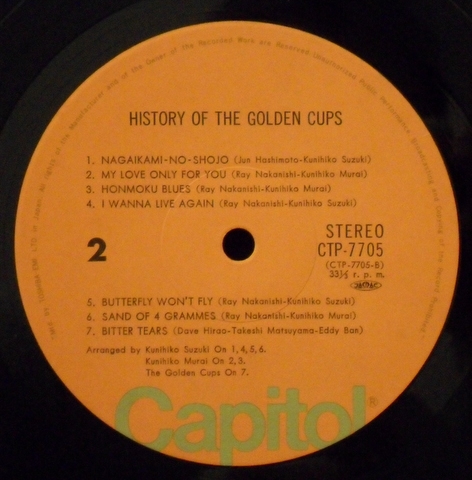 HISTORY OF THE GOLDEN CUPS
1. NAGAIKAMI-NO-SHOJO (Jun Hashimoto-Kunihiko Suzuki)
2. MY LOVE ONLY FOR YOU (Ray Nakanishi-Kunihiko Murai)
3. HONMOKU BLUES (Ray Nakanishi-Kunihiko Murai)
4. I WANNA LIVE AGAIN (Ray Nakanishi-Kunihiko Suzuki)
2
STEREO
CTP-7705
(CTP-7705-B)
33⅓ r. p. m.
5. BUTTERFLY WON'T FLY (Ray Nakanishi-Kunihiko Suzuki)
6. SAND OF 4 GRAMMES (Ray Nakanishi-Kunihiko Murai)
7. BITTER TEARS (Dave Hirao-Takeshi Matsuyama-Eddy Ban)
Arranged by Kunihiko Suzuki On 1,4,5,6.
Kunihiko Murai On 2,3.
The Golden Cups On 7.
Capitol®